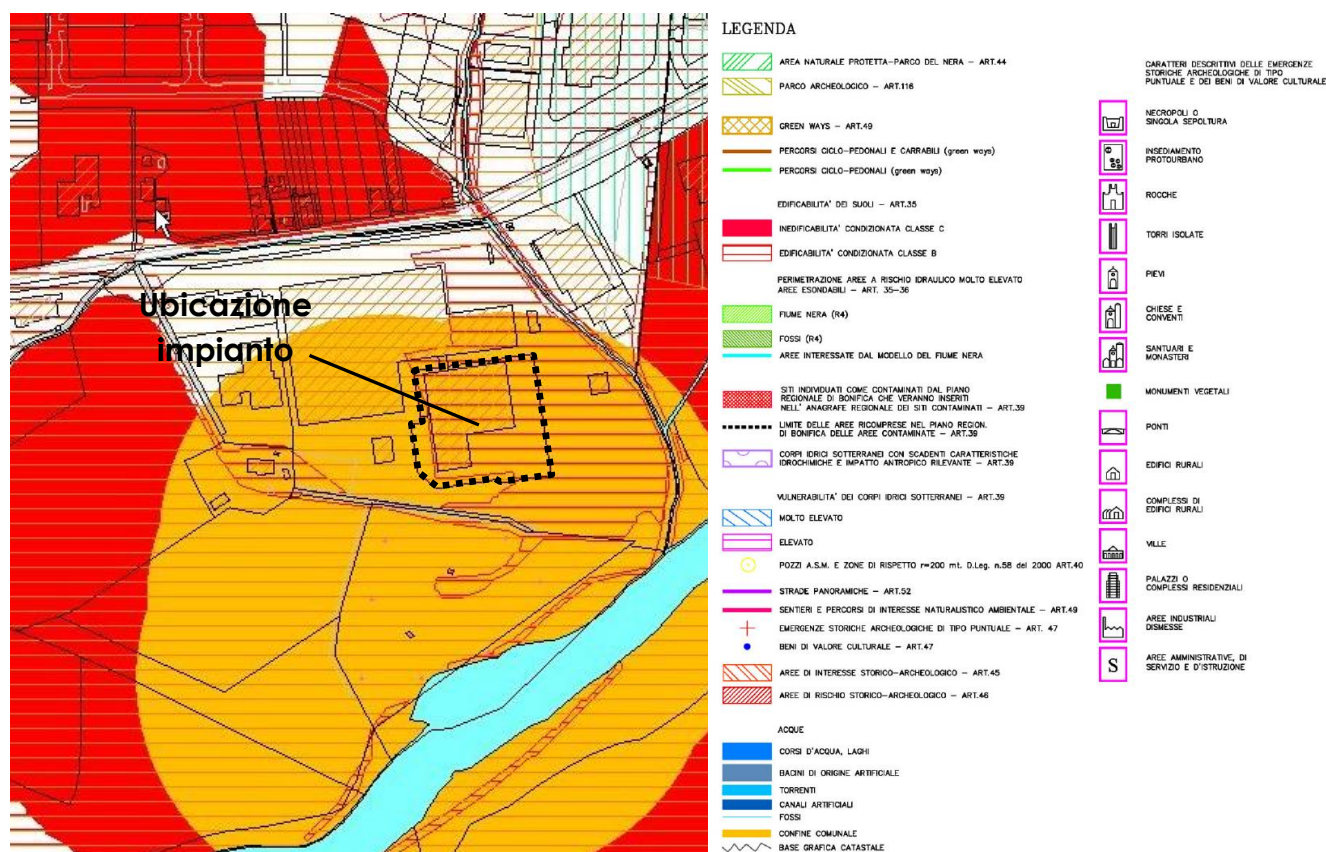 Ubicazione
impianto
LEGENDA
AREA NATURALE PROTETTA-PARCO DEL NERA - ART.44
PARCO ARCHEOLOGICO - ART.116
GREEN WAYS - ART.49
PERCORSI CICLO-PEDONALI E CARRABILI (green ways)
PERCORSI CICLO-PEDONALI (green ways)
EDIFICABILITA' DEI SUOLI - ART.35
INEDIFICABILITA' CONDIZIONATA CLASSE C
EDIFICABILITA' CONDIZIONATA CLASSE B
PERIMETRAZIONE AREE A RISCHIO IDRAULICO MOLTO ELEVATO
AREE ESONDABILI - ART. 35-36
FIUME NERA (R4)
FOSSI (R4)
AREE INTERESSATE DAL MODELLO DEL FIUME NERA
SITI INDIVIDUATI COME CONTAMINATI DAL PIANO
REGIONALE DI BONIFICA CHE VERANNO INSERITI
NELL' ANAGRAFE REGIONALE DEI SITI CONTAMINATI - ART.39
LIMITE DELLE AREE RICOMPRESE NEL PIANO REGION.
DI BONIFICA DELLE AREE CONTAMINATE - ART.39
CORPI IDRICI SOTTERRANEI CON SCADENTI CARATTERISTICHE
IDROCHIMICHE E IMPATTO ANTROPICO RILEVANTE - ART.39
VULNERABILITA' DEI CORPI IDRICI SOTTERRANEI - ART.39
MOLTO ELEVATO
ELEVATO
POZZI A.S.M. E ZONE DI RISPETTO r=200 mt. D.Leg. n.58 del 2000 ART.40
STRADE PANORAMICHE - ART.52
SENTIERI E PERCORSI DI INTERESSE NATURALISTICO AMBIENTALE - ART.49
EMERGENZE STORICHE ARCHEOLOGICHE DI TIPO PUNTUALE - ART. 47
BENI DI VALORE CULTURALE - ART.47
AREE DI INTERESSE STORICO-ARCHEOLOGICO - ART.45
AREE DI RISCHIO STORICO-ARCHEOLOGICO - ART.46
ACQUE
CORSI D'ACQUA, LAGHI
BACINI DI ORIGINE ARTIFICIALE
TORRENTI
CANALI ARTIFICIALI
FOSSI
CONFINE COMUNALE
BASE GRAFICA CATASTALE
CARATTERI DESCRITTIVI DELLE EMERGENZE
STORICHE ARCHEOLOGICHE DI TIPO
PUNTUALE E DEI BENI DI VALORE CULTURALE
NECROPOLI O
SINGOLA SEPOLTURA
INSEDIAMENTO
PROTOURBANO
ROCCHE
TORRI ISOLATE
PIEVI
CHIESE E
CONVENTI
SANTUARI E
MONASTERI
MONUMENTI VEGETALI
PONTI
EDIFICI RURALI
COMPLESSI DI
EDIFICI RURALI
VILLE
PALAZZI O
COMPLESSI RESIDENZIALI
AREE INDUSTRIALI
DISMESSE
S
AREE AMMINISTRATIVE, DI
SERVIZIO E D'ISTRUZIONE